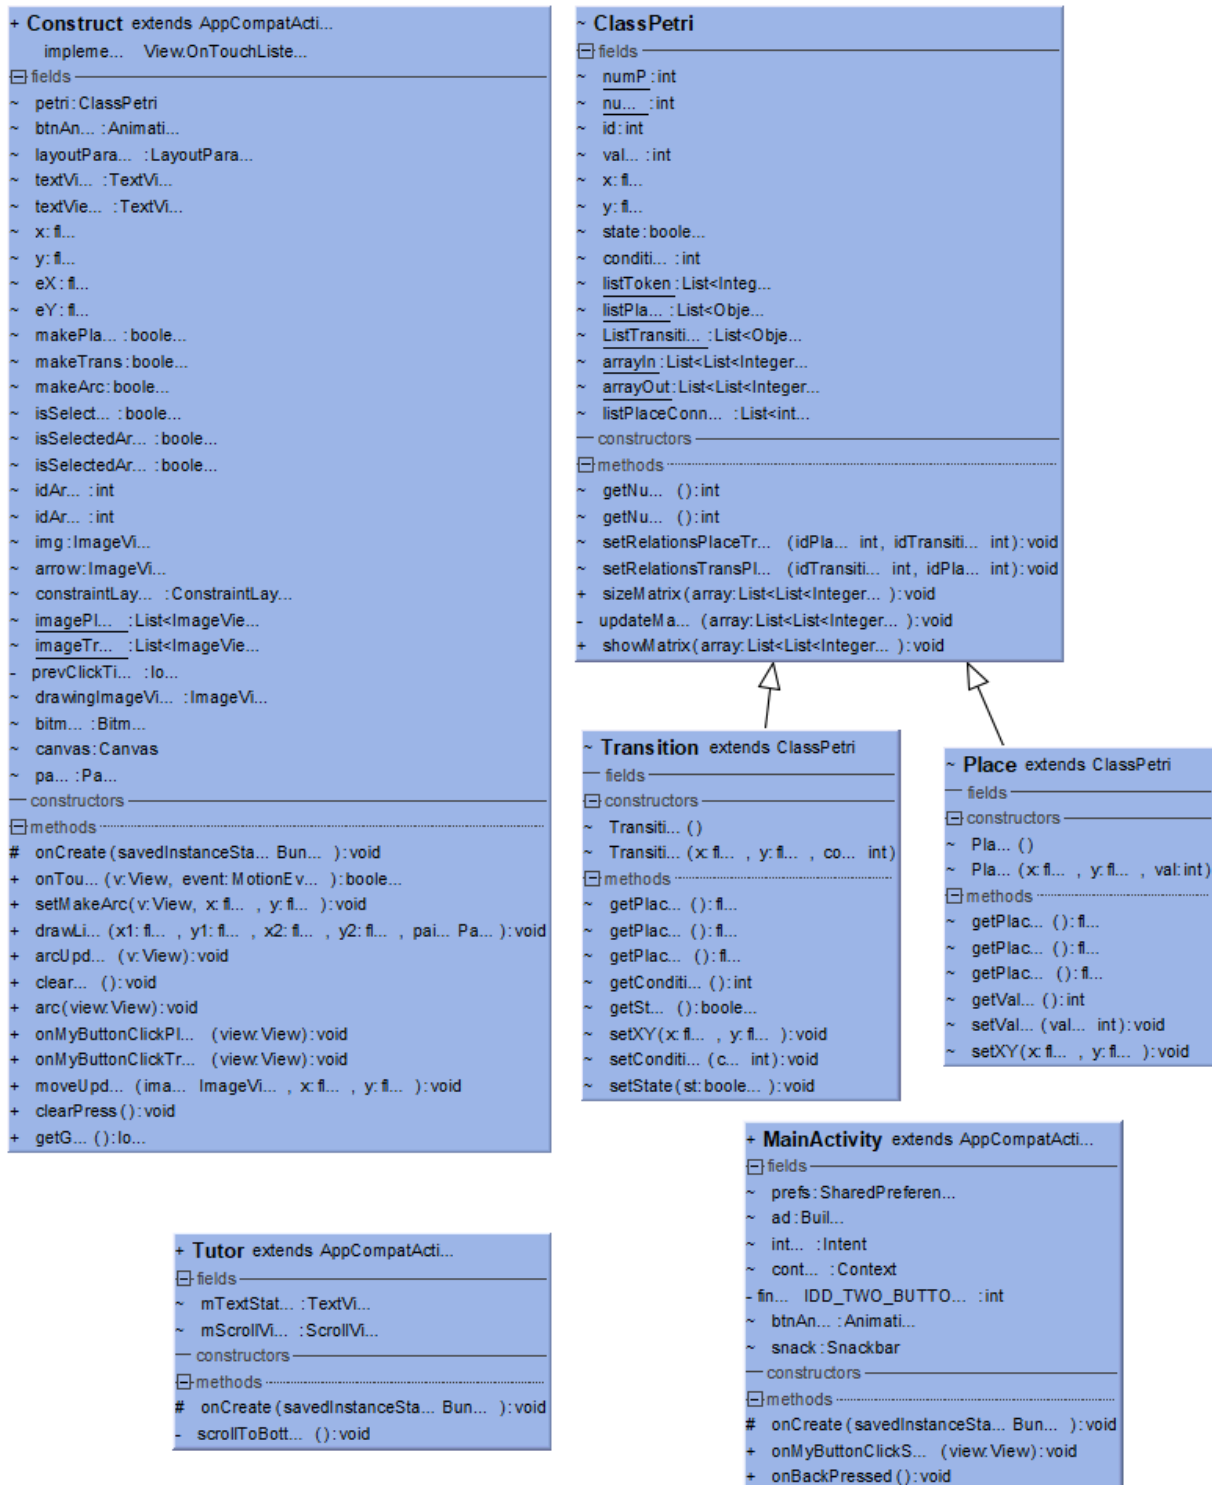 + Construct extends AppCompatActi...
impleme... View.OnTouchListe...
fields
~ petri:ClassPetri
~ btnAn... :Animati...
~ layoutPara... :LayoutPara...
~ textVi... :TextVi...
~ textVie... :TextVi...
~ x:fl...
~ y:fl...
~ eX:fl...
~ eY:fl...
~ makePla... :boole...
~ makeTrans:boole...
~ makeArc:boole...
~ isSelect... :boole...
~ isSelectedAr... :boole...
~ isSelectedAr... :boole...
~ idAr... :int
~ idAr... :int
~ img:ImageVi...
~ arrow:ImageVi...
~ constraintLay... :ConstraintLay...
~ imagePl... :List<ImageVie...
~ imageTr... :List<ImageVie...
- prevClickTi... :lo...
~ drawingImageVi... :ImageVi...
~ bitm... :Bitm...
~ canvas:Canvas
~ pa... :Pa...
constructors
methods
# onCreate(savedInstanceSta... Bun... ):void
+ onTou... (v:View, event:MotionEv... ):boole...
+ setMakeArc(v:View, x:fl... , y:fl... ):void
+ drawLi... (x1:fl... , y1:fl... , x2:fl... , y2:fl... , pai... Pa... ):void
+ arcUpd... (v:View):void
+ clear... ():void
+ arc(view:View):void
+ onMyButtonClickPl... (view:View):void
+ onMyButtonClickTr... (view:View):void
+ moveUpd... (ima... ImageVi... , x:fl... , y:fl... ):void
+ clearPress():void
+ getG... ():lo...
~ ClassPetri
fields
~ numP:int
~ nu... :int
~ id:int
~ val... :int
~ x:fl...
~ y:fl...
~ state:boole...
~ conditi... :int
~ listToken:List<Integ...
~ listPla... :List<Obje...
~ ListTransiti... :List<Obje...
~ arrayIn:List<List<Integer...
~ arrayOut:List<List<Integer...
~ listPlaceConn... :List<int...
constructors
methods
~ getNu... ():int
~ getNu... ():int
~ setRelationsPlaceTr... (idPla... int, idTransiti... int):void
~ setRelationsTransPl... (idTransiti... int, idPla... int):void
+ sizeMatrix(array:List<List<Integer... ):void
- updateMa... (array:List<List<Integer... ):void
+ showMatrix(array:List<List<Integer... ):void
~ Transition extends ClassPetri
fields
constructors
~ Transiti... ()
~ Transiti... (x:fl... , y:fl... , co... int)
methods
~ getPlac... ():fl...
~ getPlac... ():fl...
~ getPlac... ():fl...
~ getConditi... ():int
~ getSt... ():boole...
~ setXY(x:fl... , y:fl... ):void
~ setConditi... (c... int):void
~ setState(st:boole... ):void
~ Place extends ClassPetri
fields
constructors
~ Pla... ()
~ Pla... (x:fl... , y:fl... , val:int)
methods
~ getPlac... ():fl...
~ getPlac... ():fl...
~ getPlac... ():fl...
~ getVal... ():int
~ setVal... (val... int):void
~ setXY(x:fl... , y:fl... ):void
+ Tutor extends AppCompatActi...
fields
~ mTextStat... :TextVi...
~ mScrollVi... :ScrollVi...
constructors
methods
# onCreate(savedInstanceSta... Bun... ):void
- scrollToBott... ():void
+ MainActivity extends AppCompatActi...
fields
~ prefs:SharedPreferen...
~ ad:Buil...
~ int... :Intent
~ cont... :Context
- fin... IDD_TWO_BUTTO... :int
~ btnAn... :Animati...
~ snack:Snackbar
constructors
methods
# onCreate(savedInstanceSta... Bun... ):void
+ onMyButtonClickS... (view:View):void
+ onBackPressed():void